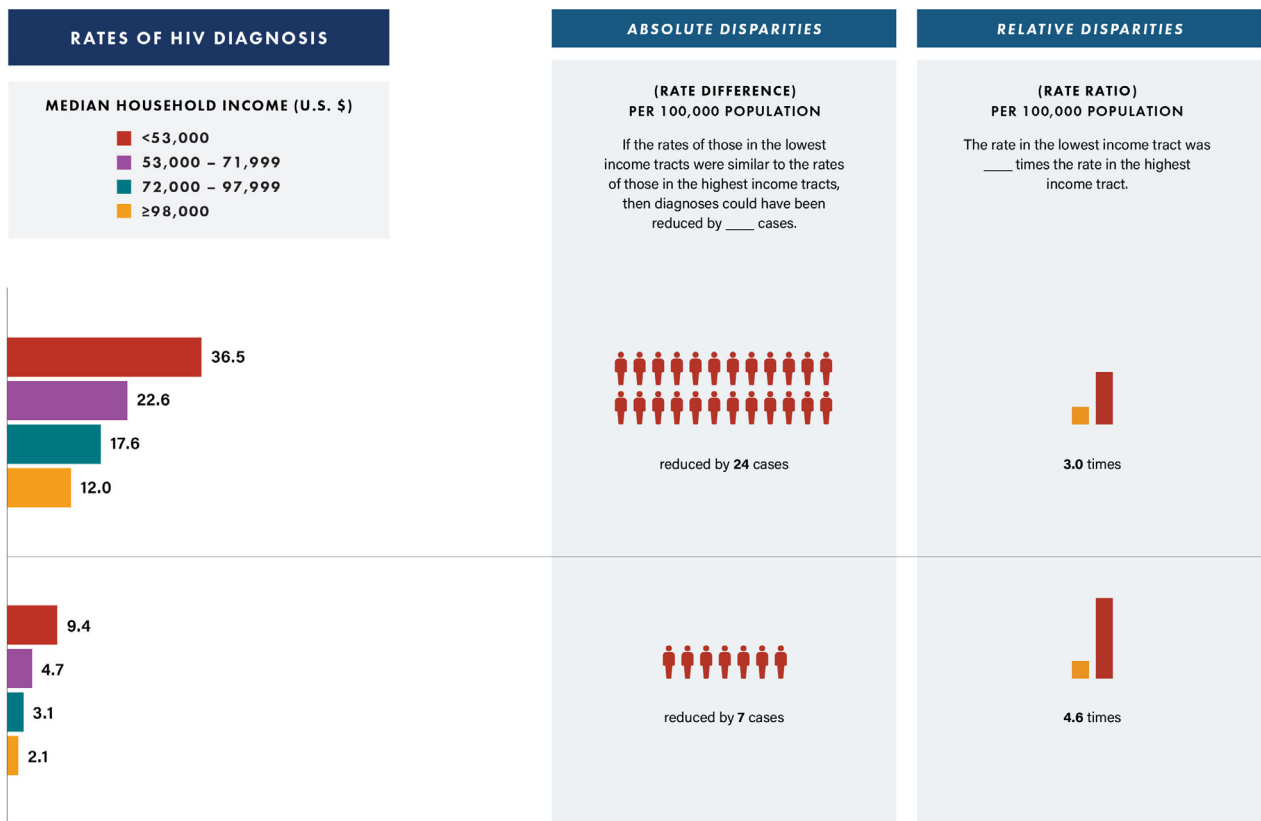 RATES OF HIV DIAGNOSIS
MEDIAN HOUSEHOLD INCOME (U.S. $)
<53,000
53,000 – 71,999
72,000 – 97,999
≥98,000
ABSOLUTE DISPARITIES
(RATE DIFFERENCE)
PER 100,000 POPULATION
If the rates of those in the lowest
income tracts were similar to the rates
of those in the highest income tracts,
then diagnoses could have been
reduced by ____ cases.
RELATIVE DISPARITIES
(RATE RATIO)
PER 100,000 POPULATION
The rate in the lowest income tract was
____ times the rate in the highest
income tract.
36.5
22.6
17.6
12.0
reduced by 24 cases
3.0 times
9.4
4.7
3.1
2.1
reduced by 7 cases
4.6 times